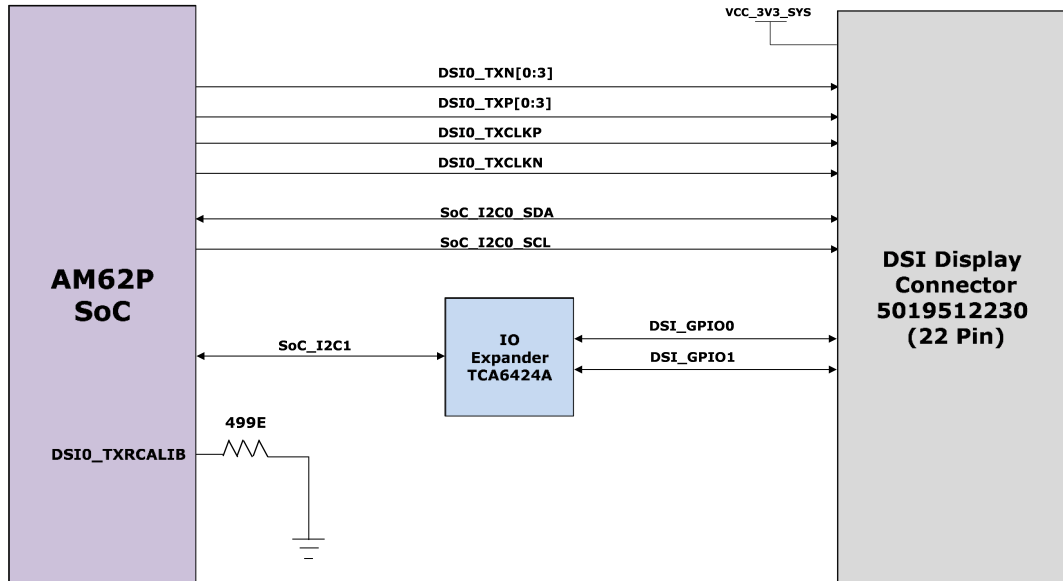 VCC_3V3_SYS
DSI0_TXN[0:3]
DSI0_TXP[0:3]
DSI0_TXCLKP
DSI0_TXCLKN
SoC_I2C0_SDA
SoC_I2C0_SCL
AM62P
SoC
DSI Display
Connector
5019512230
(22 Pin)
SoC_I2C1
IO
Expander
TCA6424A
DSI_GPIO0
DSI_GPIO1
499E
DSI0_TXRCALIB